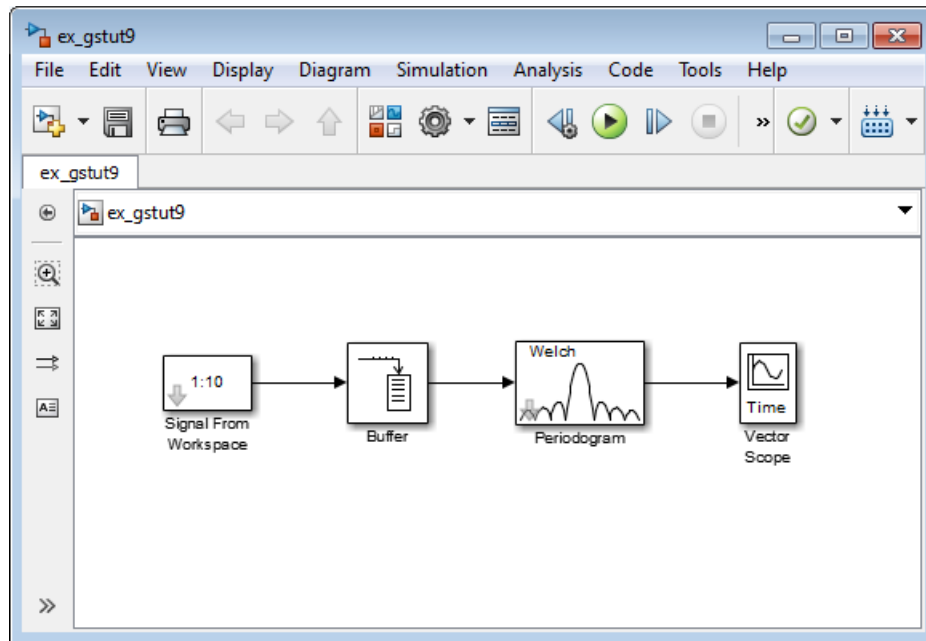 ex_gstut9
File Edit View Display Diagram Simulation Analysis Code Tools Help
»
ex_gstut9
ex_gstut9
A
1:10
Signal From
Workspace
Buffer
Welch
Periodogram
Time
Vector
Scope
»